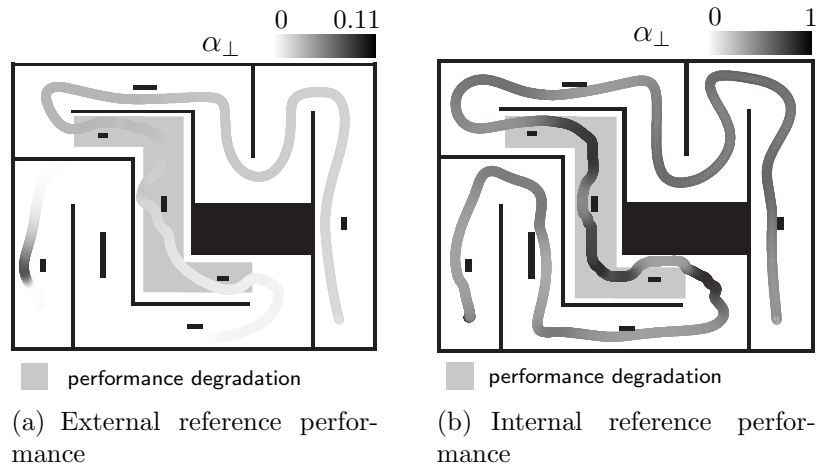 0 0.11
α⊥
performance degradation
(a) External reference perfor-
mance
0 1
α⊥
performance degradation
(b) Internal reference perfor-
mance